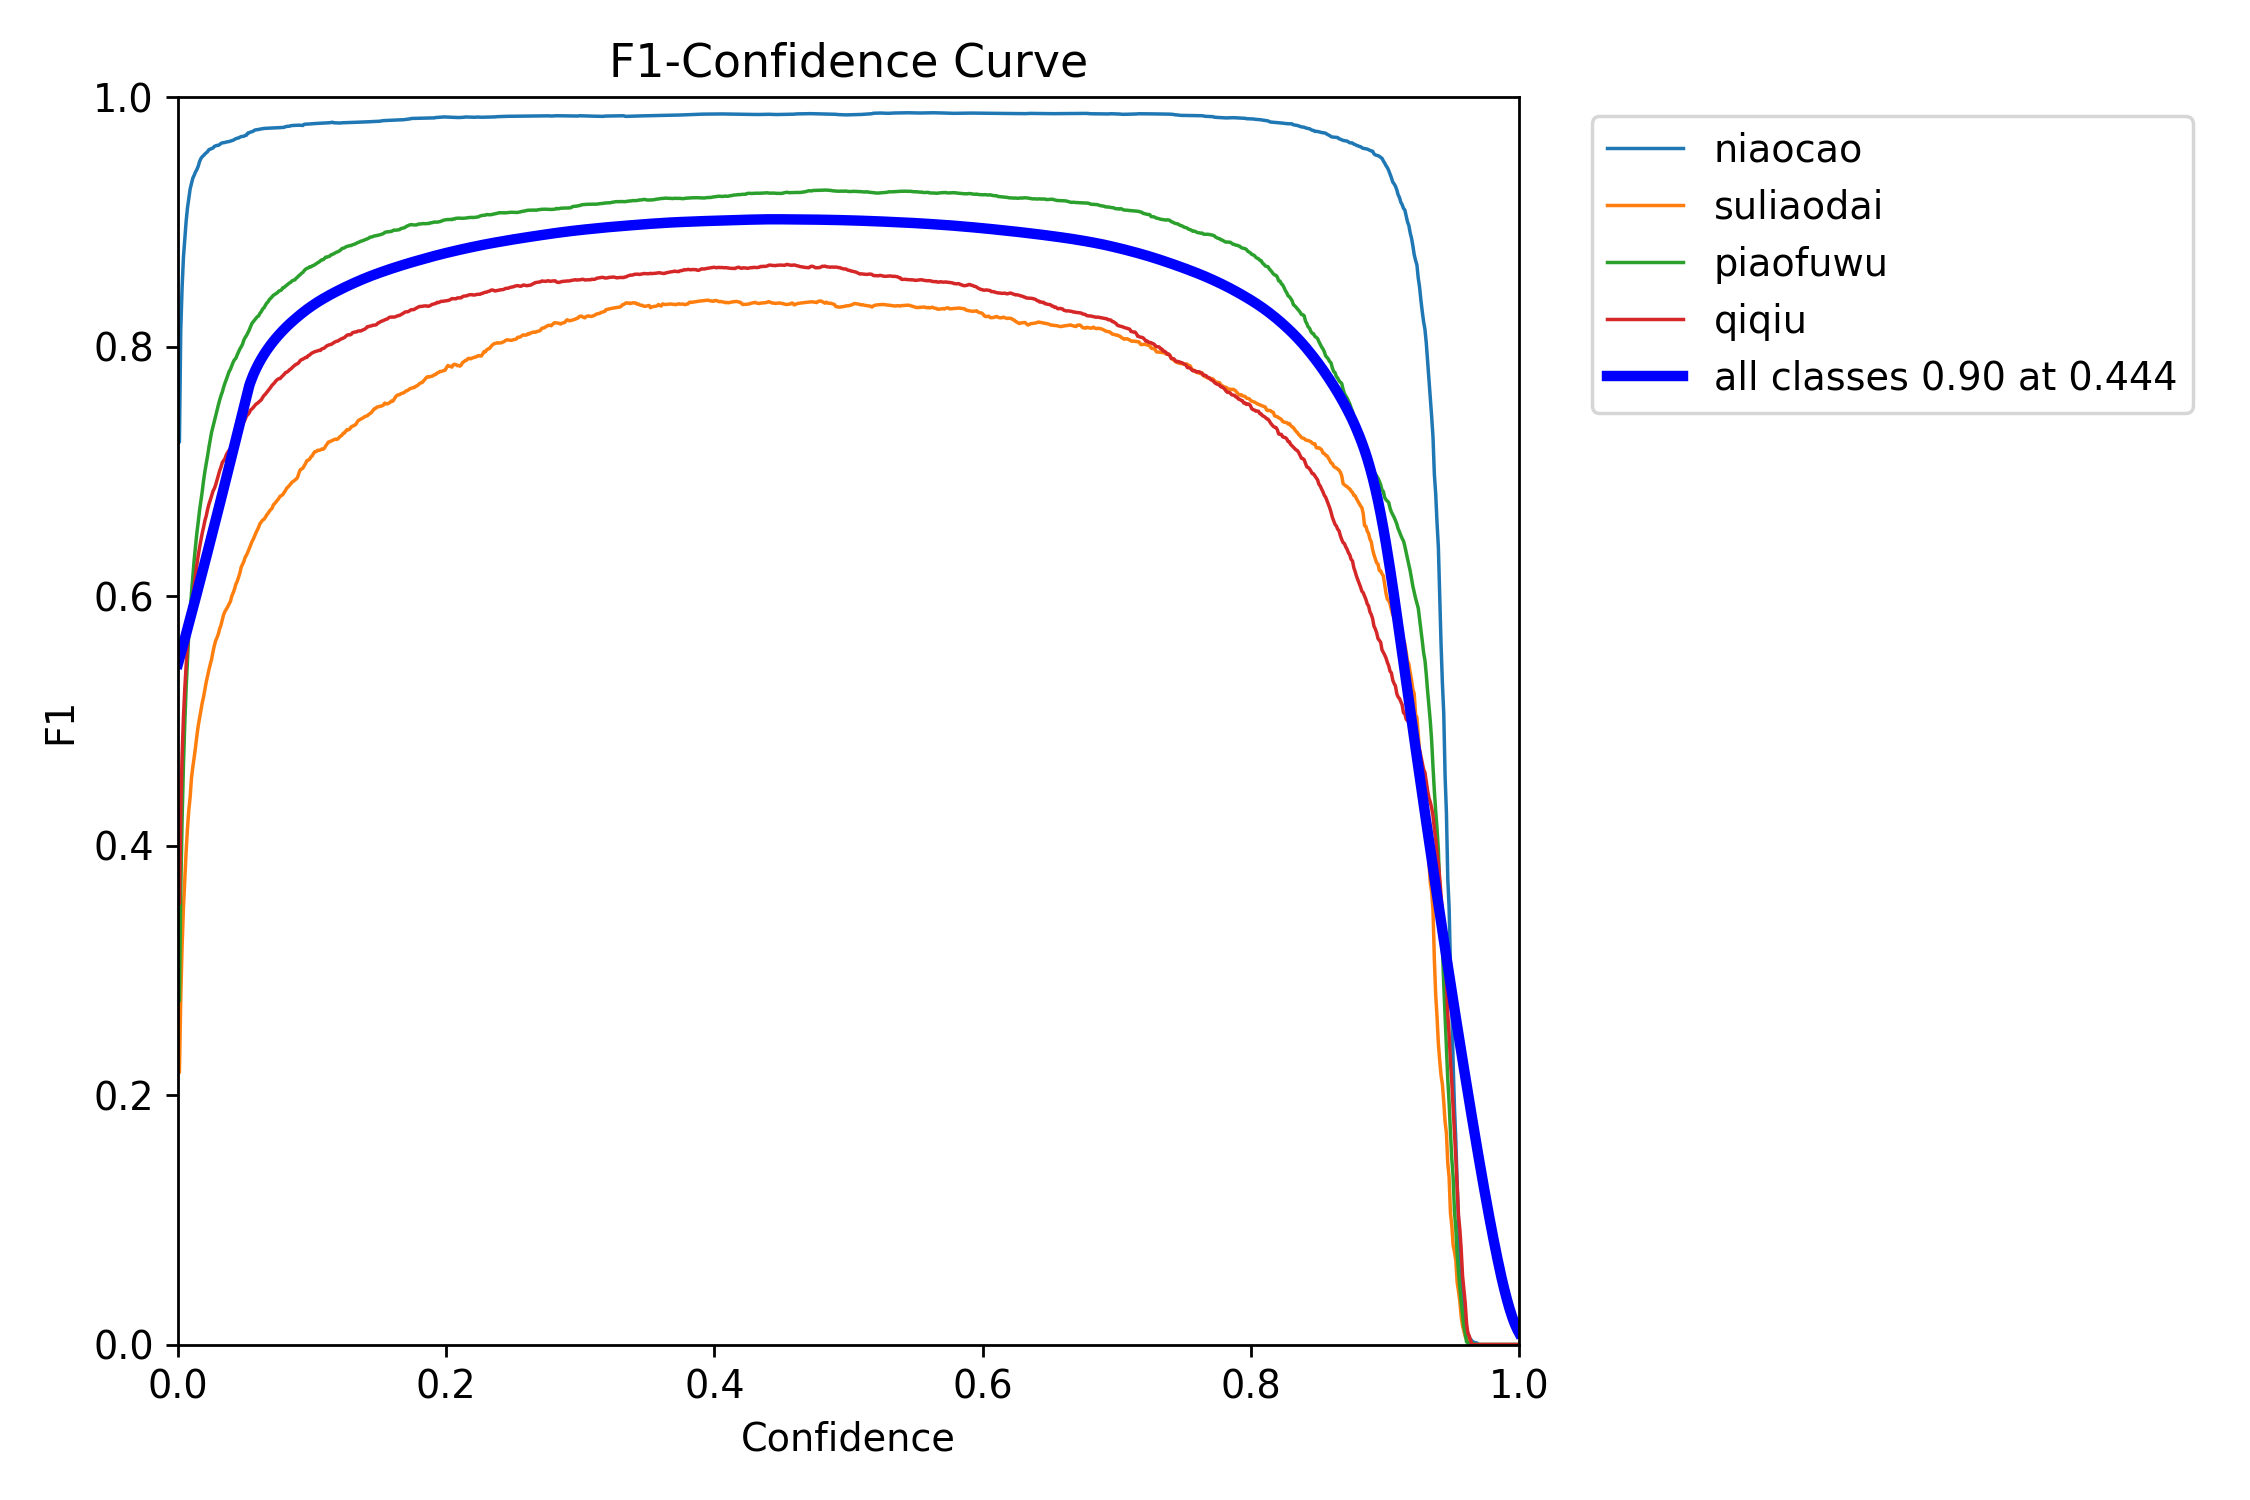 F1-Confidence Curve
1.0
0.8
0.6
0.4
0.2
0.0
F1
0.0 0.2 0.4 0.6 0.8 1.0
Confidence
niaocao
suliaodai
piaofuwu
qiqiu
all classes 0.90 at 0.444